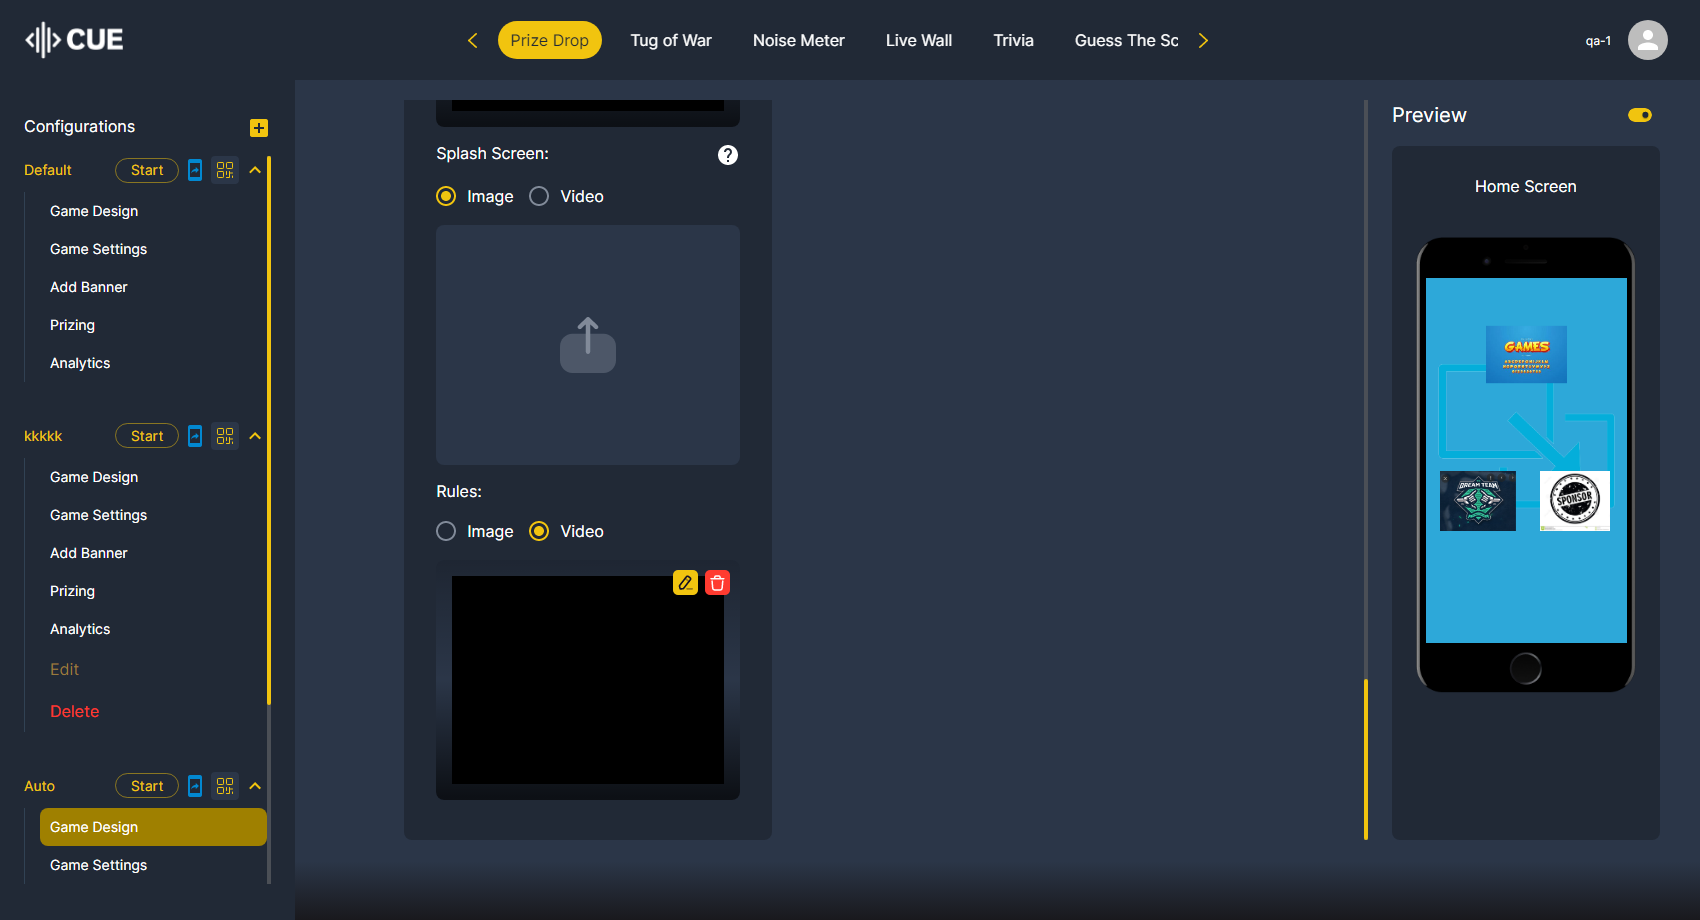 CUE
Prize Drop
Tug of War
Noise Meter
Live Wall
Trivia
Guess The Sc
qa-1
Configurations
Default
Start
Game Design
Game Settings
Add Banner
Prizing
Analytics
kkkkk
Start
Game Design
Game Settings
Add Banner
Prizing
Analytics
Edit
Delete
Auto
Start
Game Design
Game Settings
Splash Screen:
?
Image
Video
Rules:
Image
Video
Preview
Home Screen
GAMES
DREAM TEAM
SPONSOR